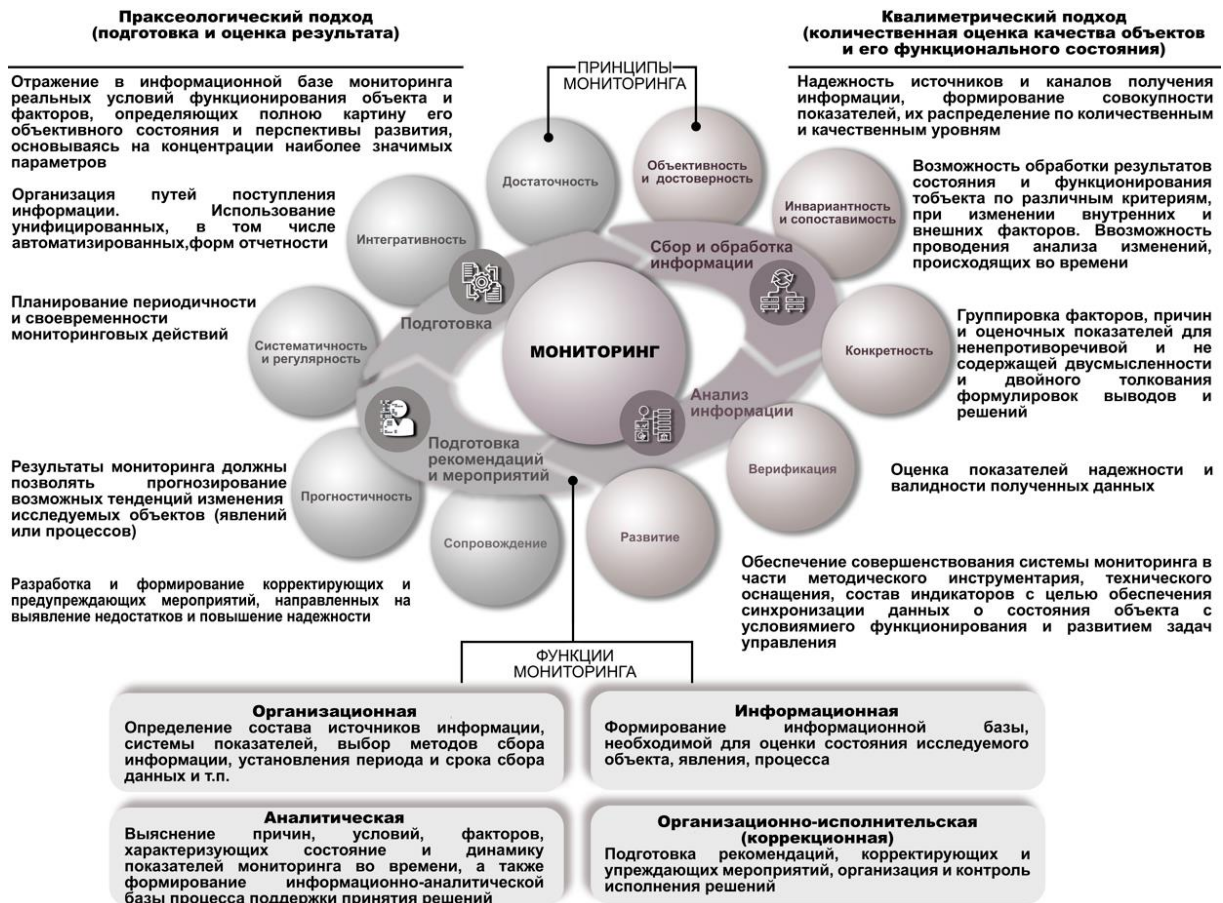 Праксеологический подход
(подготовка и оценка результата)
Квалиметрический подход
(количественная оценка качества объектов
и его функционального состояния)
ПРИНЦИПЫ
МОНИТОРИНГА
Отражение в информационной базе мониторинга
реальных условий функционирования объекта и
факторов, определяющих полною картину его
объективного состояния и перспективы развития,
основываясь на концентрации наиболее значимых
параметров
Организация путей поступления
информации. Использование
унифицированных, в том числе
автоматизированных,форм отчетности
Планирование периодичности
и своевременности
мониторинговых действий
Результаты мониторинга должны
позволять прогнозирование
возможных тенденций изменения
исследуемых объектов (явлений
или процессов)
Разработка и формирование корректирующих и
предупреждающих мероприятий, направленных на
выявление недостатков и повышение надежности
Достаточность
Интегративность
Систематичность
и регулярность
Прогностичность
Сопровождение
Объективность
и достоверность
Инвариантность
и сопоставимость
Конкретность
Верификация
Развитие
Подготовка
Сбор и обработка
информации
МОНИТОРИНГ
Анализ
информации
Подготовка
рекомендаций
и мероприятий
Надежность источников и каналов получения
информации, формирование совокупности
показателей, их распределение по количественным
и качественным уровням
Возможность обработки результатов
состояния и функционирования
тобъекта по различным критериям,
при изменении внутренних и
внешних факторов. Ввозможность
проведения анализа изменений,
происходящих во времени
Группировка факторов, причин
и оценочных показателей для
ненепротиворечивой и не
содержащей двусмысленности
и двойного толкования
формулировок выводов и
решений
Оценка показателей надежности и
валидности полученных данных
Обеспечение совершенствования системы мониторинга в
части методического инструментария, технического
оснащения, состав индикаторов с целью обеспечения
синхронизации данных о состояния объекта с
условиямиего функционирования и развитием задач
управления
ФУНКЦИИ
МОНИТОРИНГА
Организационная
Определение состава источников информации,
системы показателей, выбор методов сбора
информации, установления периода и срока сбора
данных и т.п.
Информационная
Формирование информационной базы,
необходимой для оценки состояния исследуемого
объекта, явления, процесса
Аналитическая
Выяснение причин, условий, факторов,
характеризующих состояние и динамику
показателей мониторинга во времени, а также
формирование информационно-аналитической
базы процесса поддержки принятия решений
Организационно-исполнительская
(коррекционная)
Подготовка рекомендаций, корректирующих и
упреждающих мероприятий, организация и контроль
исполнения решений